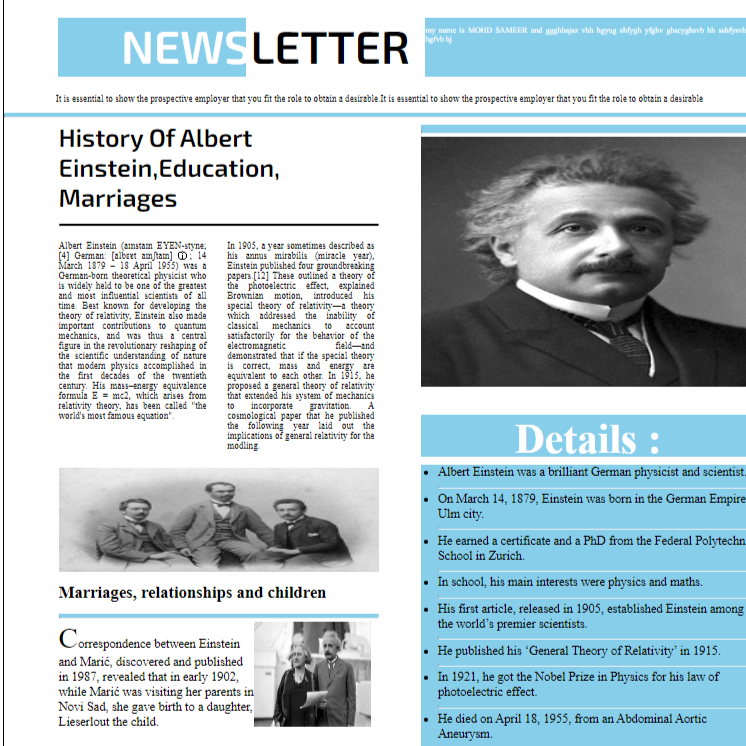 NEWSLETTER
my name is MOHD SAMEER and
It is essential to show the prospective employer that you fit the role to obtain a desirable.It is essential to show the prospective employer that you fit the role to obtain a desirable
History Of Albert
Einstein,Education,
Marriages
Albert Einstein (amstam EYEN-styne;
[4] German: 14
March 1879 – 18 April 1955) was a
German-born theoretical physicist who
is widely held to be one of the greatest
and most influential scientists of all
time. Best known for developing the
theory of relativity, Einstein also made
important contributions to quantum
mechanics, and was thus a central
figure in the revolutionary reshaping of
the scientific understanding of nature
that modern physics accomplished in
the first decades of the twentieth
century. His mass–energy equivalence
formula E = mc2, which arises from
relativity theory, has been called "the
world's most famous equation".
In 1905, a year sometimes described as
his annus mirabilis (miracle year),
Einstein published four groundbreaking
papers.[12] These outlined a theory of
the photoelectric effect, explained
Brownian motion, introduced his
special theory of relativity—a theory
which addressed the inability of
classical mechanics to account
satisfactorily for the behavior of the
electromagnetic field—and
demonstrated that if the special theory
is correct, mass and energy are
equivalent to each other. In 1915, he
proposed a general theory of relativity
that extended his system of mechanics
to incorporate gravitation. A
cosmological paper that he published
the following year laid out the
implications of general relativity for the
modling.
Marriages, relationships and children
Correspondence between Einstein
and Marić, discovered and published
in 1987, revealed that in early 1902,
while Marić was visiting her parents in
Novi Sad, she gave birth to a daughter,
Lieserlout the child.
Details :
Albert Einstein was a brilliant German physicist and scientist.
On March 14, 1879, Einstein was born in the German Empire
Ulm city.
He earned a certificate and a PhD from the Federal Polytechn
School in Zurich.
In school, his main interests were physics and maths.
His first article, released in 1905, established Einstein among
the world's premier scientists.
He published his ‘General Theory of Relativity’ in 1915.
In 1921, he got the Nobel Prize in Physics for his law of
photoelectric effect.
He died on April 18, 1955, from an Abdominal Aortic
Aneurysm.